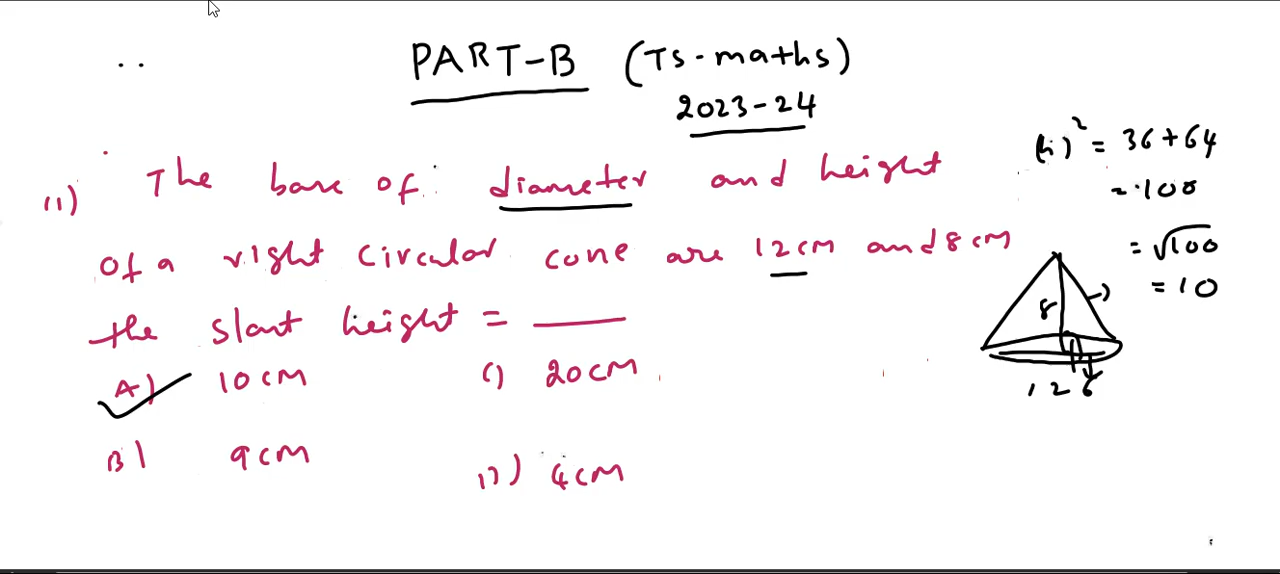 PART-B (TS-maths)
2023-24
11) The base of diameter and height
of a right circular cone are 12cm and 8cm
the slant height = ____
A) 10cm C) 20cm
B) 9cm D) 4cm
(h)² = 36+64
= 100
= √100
= 10
8
12 6